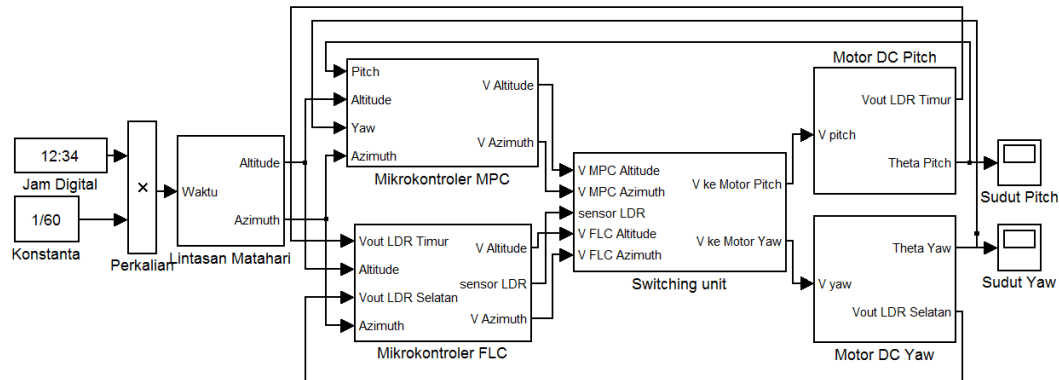 12:34
Jam Digital
1/60
Konstanta
×
Perkalian
Waktu
Altitude
Azimuth
Lintasan Matahari
Pitch
Altitude
Yaw
Azimuth
V Altitude
V Azimuth
Mikrokontroler MPC
Vout LDR Timur
Altitude
Vout LDR Selatan
Azimuth
V Altitude
sensor LDR
V Azimuth
Mikrokontroler FLC
V MPC Altitude
V MPC Azimuth
sensor LDR
V FLC Altitude
V FLC Azimuth
V ke Motor Pitch
V ke Motor Yaw
Switching unit
Motor DC Pitch
Vout LDR Timur
V pitch
Theta Pitch
Sudut Pitch
Theta Yaw
V yaw
Vout LDR Selatan
Motor DC Yaw
Sudut Yaw